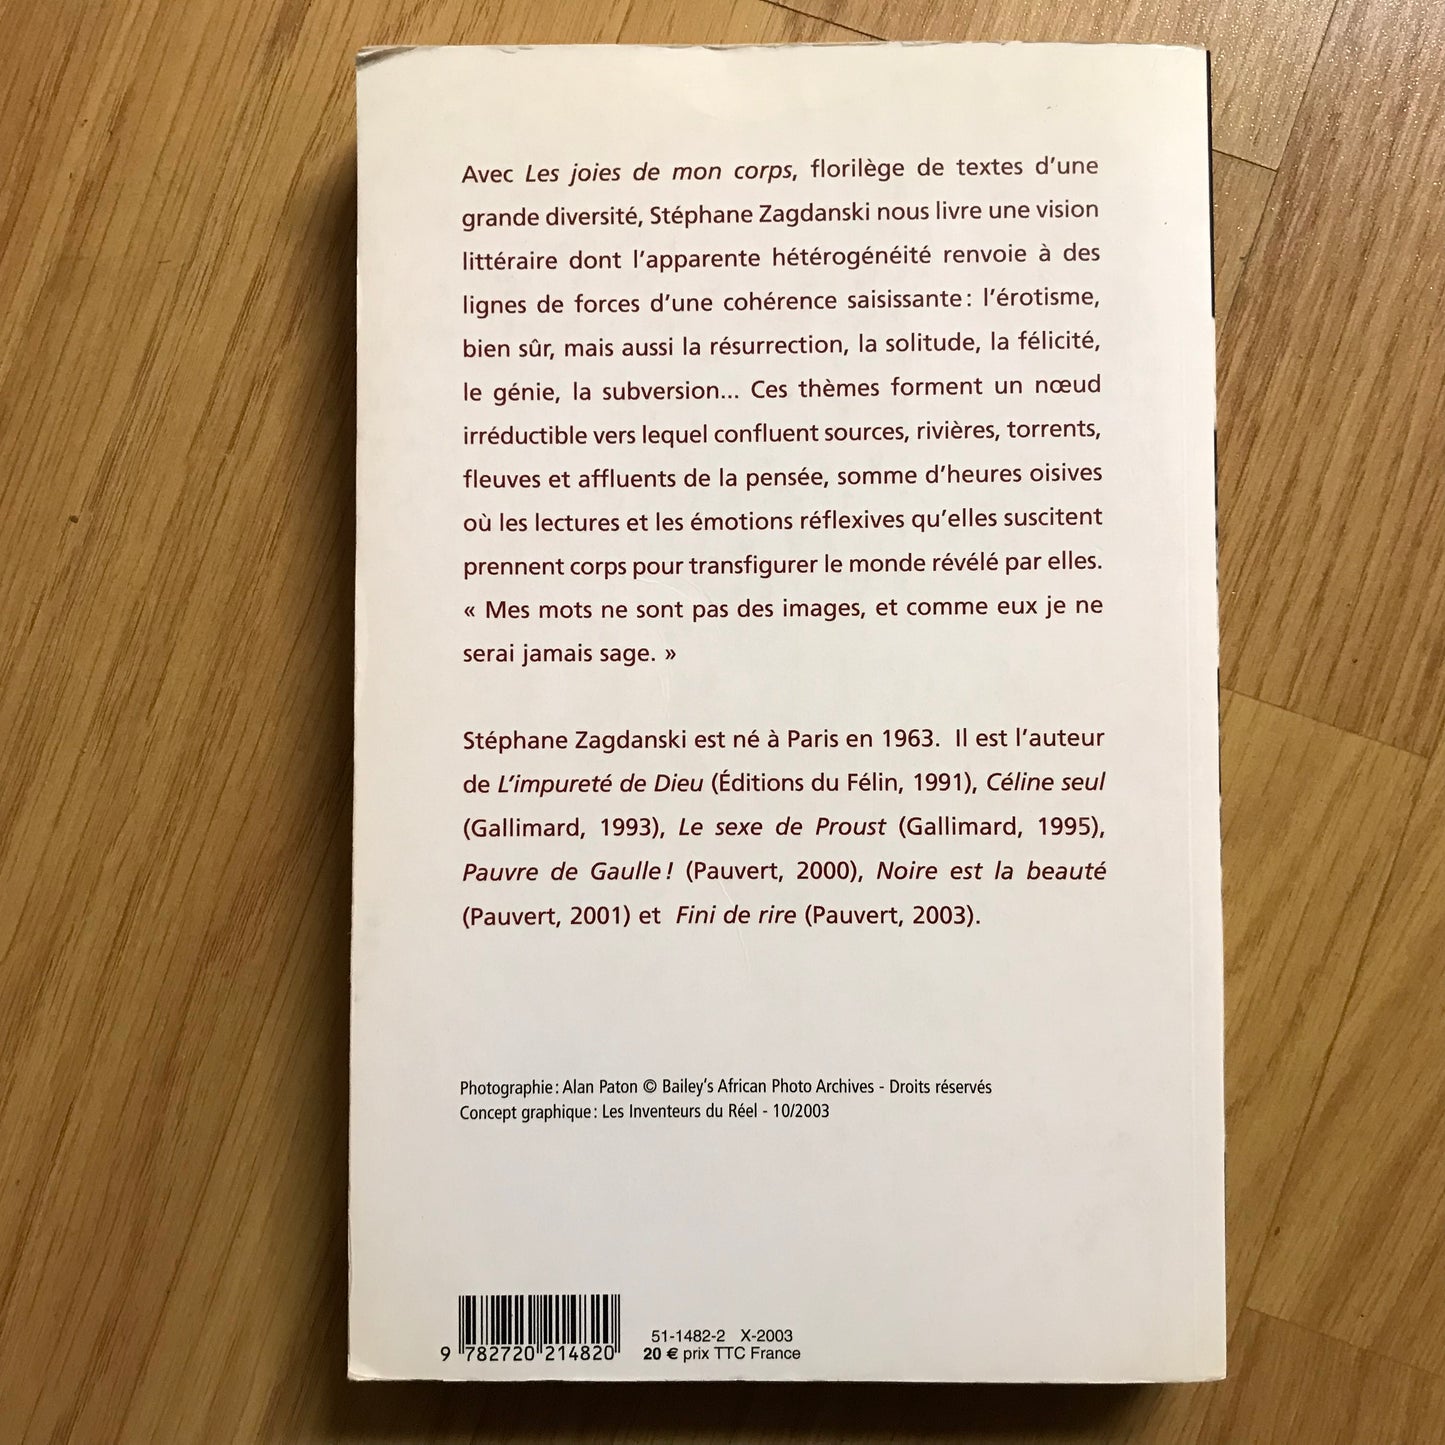 Avec Les joies de mon corps, florilège de textes d’une
grande diversité, Stéphane Zagdanski nous livre une vision
littéraire dont l’apparente hétérogénéité renvoie à des
lignes de forces d’une cohérence saisissante : l’érotisme,
bien sûr, mais aussi la résurrection, la solitude, la félicité,
le génie, la subversion... Ces thèmes forment un nœud
irréductible vers lequel confluent sources, rivières, torrents,
fleuves et affluents de la pensée, somme d’heures oisives
où les lectures et les émotions réflexives qu’elles suscitent
prennent corps pour transfigurer le monde révélé par elles.
« Mes mots ne sont pas des images, et comme eux je ne
serai jamais sage. »
Stéphane Zagdanski est né à Paris en 1963. Il est l’auteur
de L’impureté de Dieu (Éditions du Félin, 1991), Céline seul
(Gallimard, 1993), Le sexe de Proust (Gallimard, 1995),
Pauvre de Gaulle ! (Pauvert, 2000), Noire est la beauté
(Pauvert, 2001) et Fini de rire (Pauvert, 2003).
Photographie : Alan Paton © Bailey’s African Photo Archives - Droits réservés
Concept graphique : Les Inventeurs du Réel - 10/2003
51-1482-2 X-2003
9 782720 214820
20 € prix TTC France